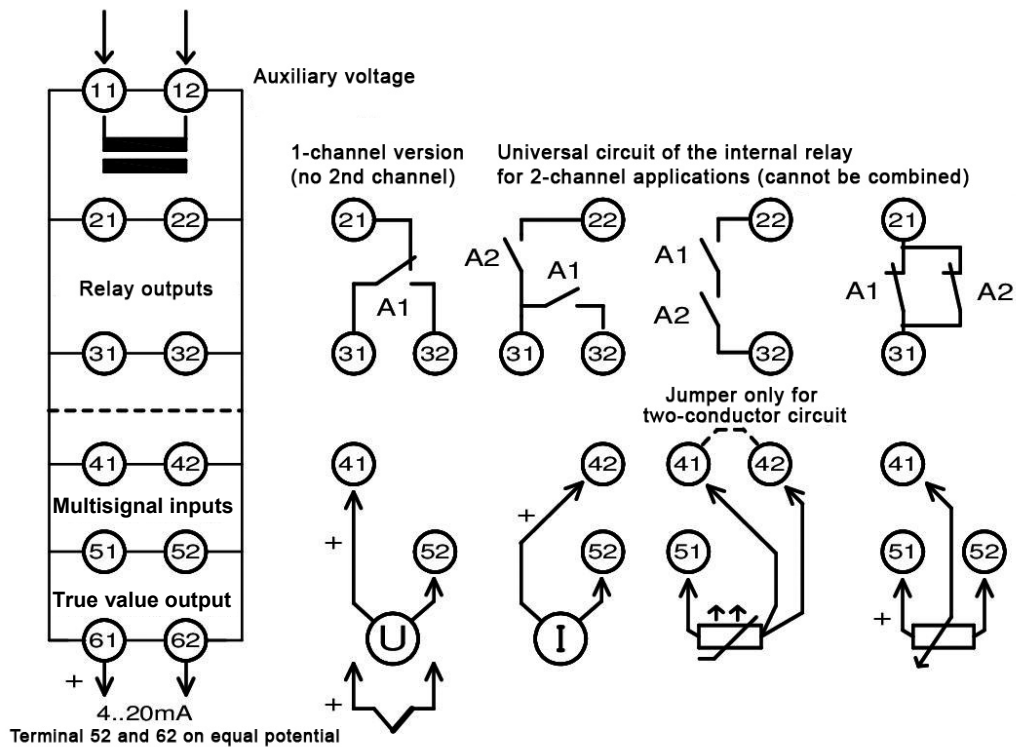 11 12 Auxiliary voltage
1-channel version
(no 2nd channel)
Universal circuit of the internal relay
for 2-channel applications (cannot be combined)
21 22
Relay outputs
31 32
21
A1
31 32
22
A2 A1
31 32
22
A1
A2
32
21
A1 A2
31
Jumper only for
two-conductor circuit
41 42
Multisignal inputs
51 52
True value output
61 62
+
4..20mA
Terminal 52 and 62 on equal potential
41
+ 52
U
+
42
+ 52
I
41 42
51
41
51 52
+